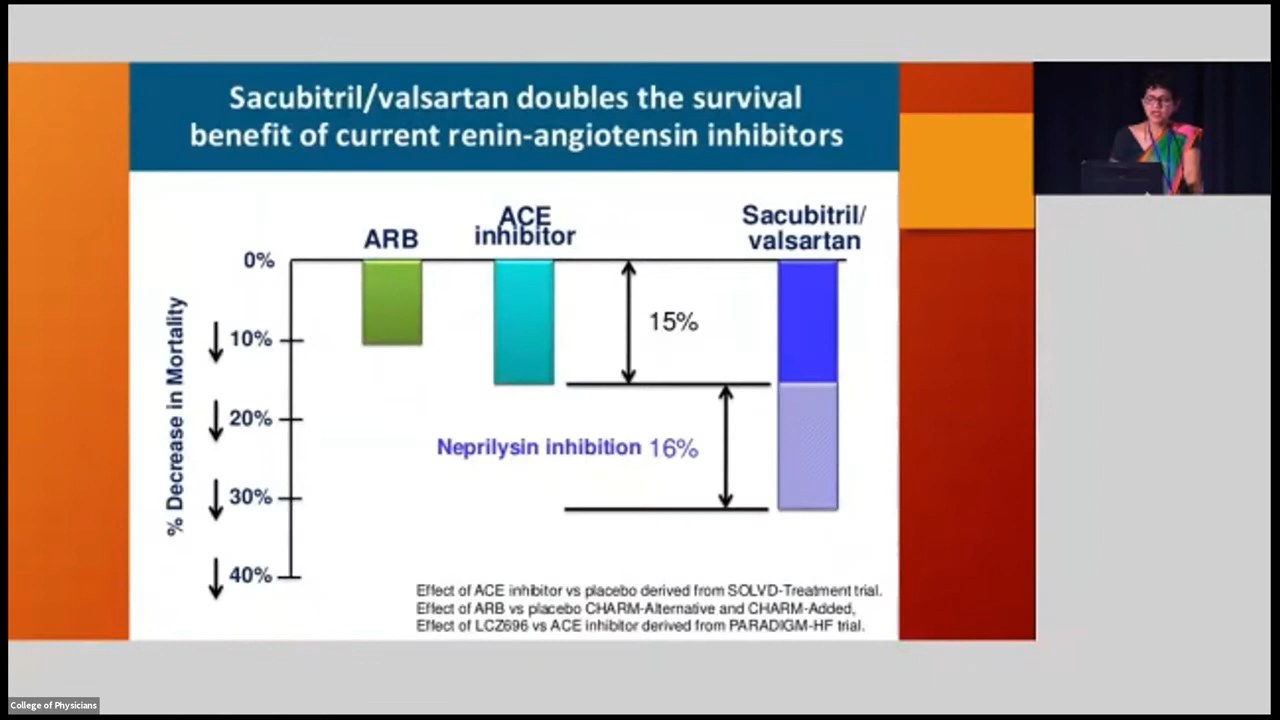 Sacubitril/valsartan doubles the survival
benefit of current renin-angiotensin inhibitors
ARB
ACE
inhibitor
Sacubitril/
valsartan
0%
10%
20%
30%
40%
% Decrease in Mortality
15%
Neprilysin inhibition 16%
Effect of ACE inhibitor vs placebo derived from SOLVD-Treatment trial.
Effect of ARB vs placebo CHARM-Alternative and CHARM-Added,
Effect of LCZ696 vs ACE inhibitor derived from PARADIGM-HF trial.
College of Physicians